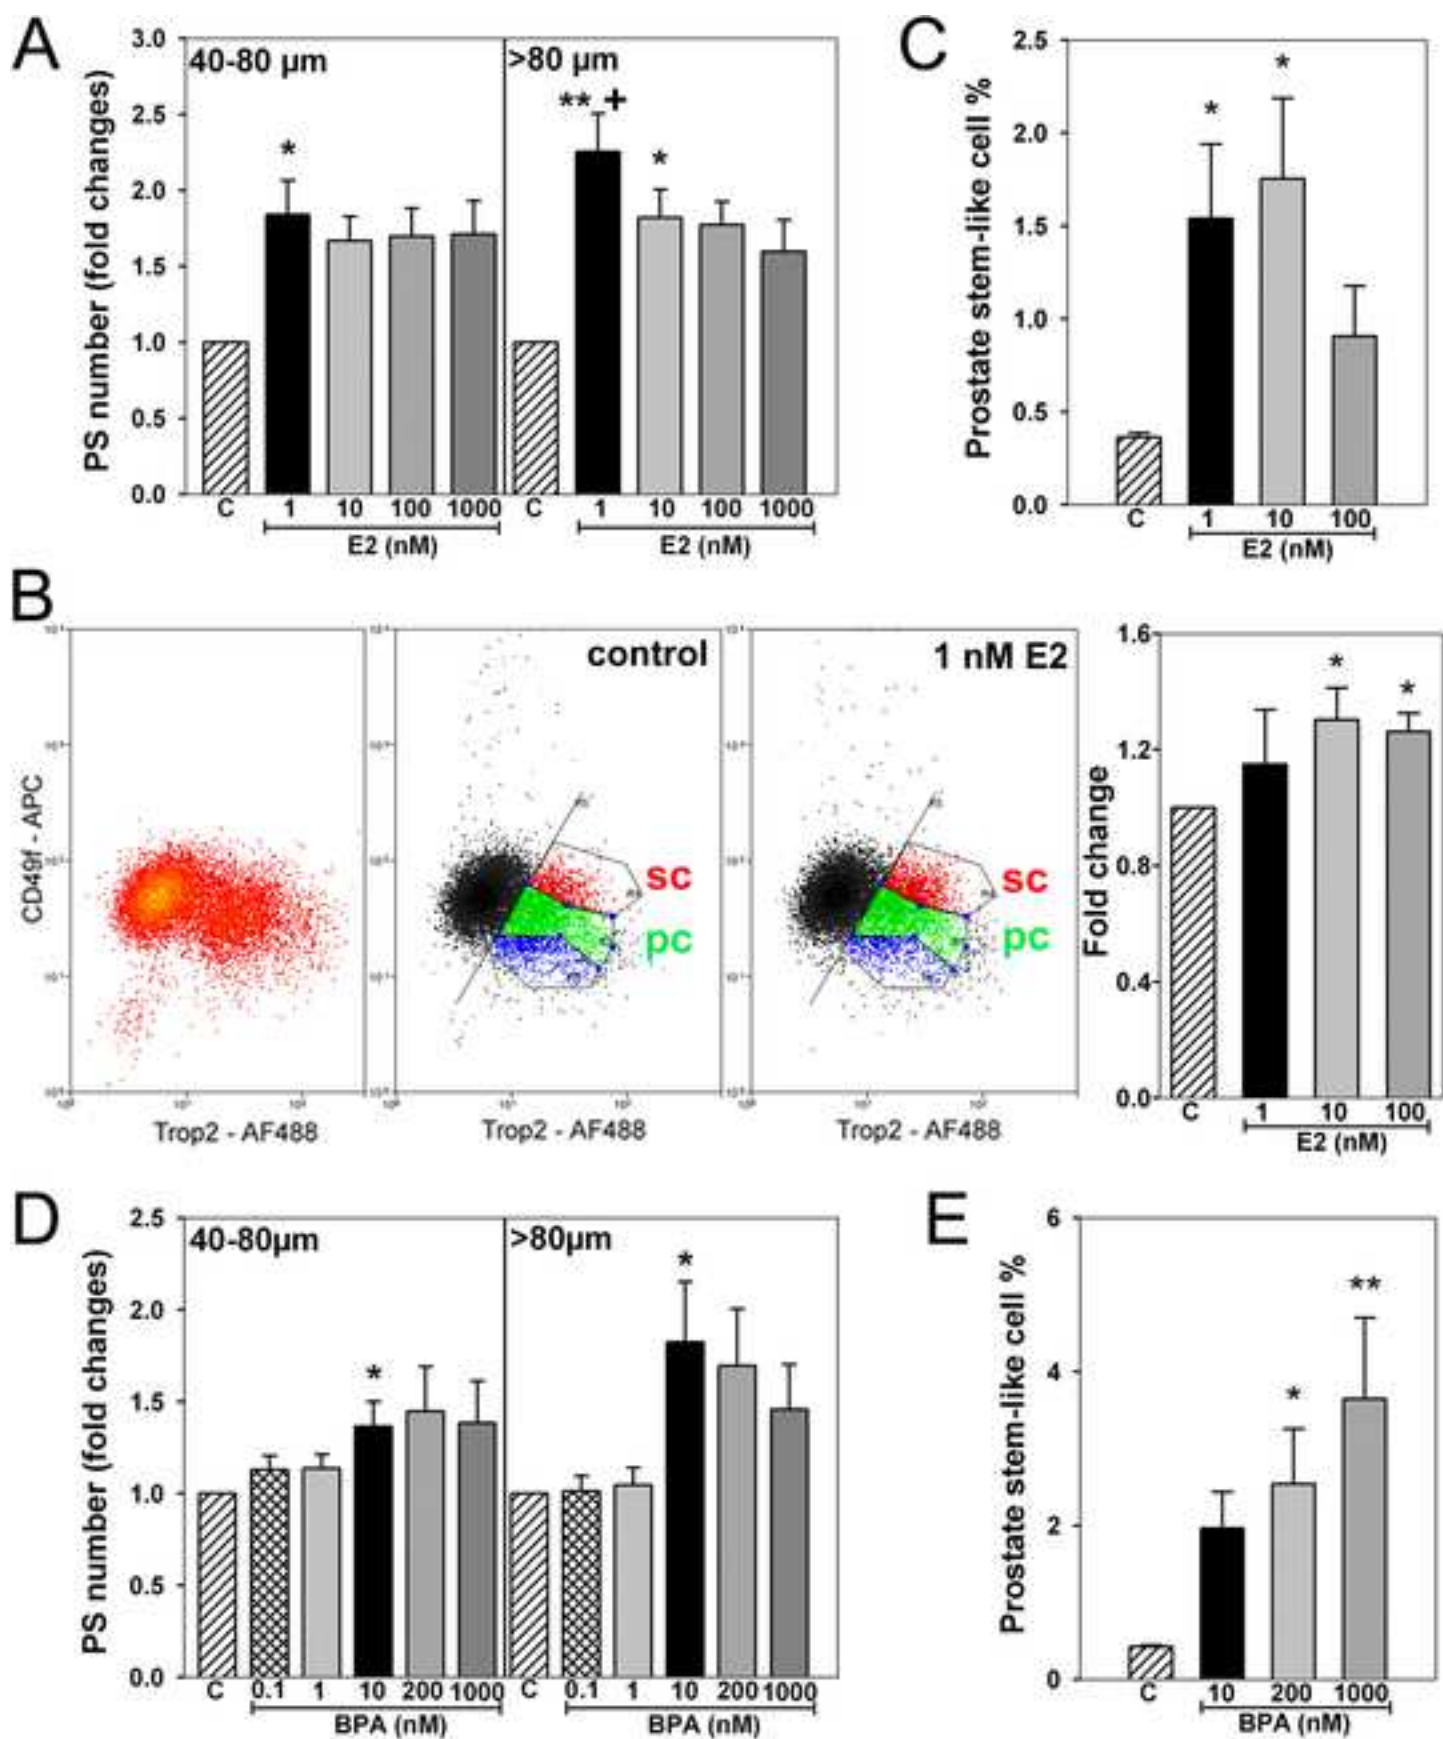 A
PS number (fold changes)
3.0
2.5
2.0
1.5
1.0
0.5
0.0
40-80 µm
>80 µm
*
** +
*
C 1 10 100 1000 C 1 10 100 1000
E2 (nM) E2 (nM)
C
Prostate stem-like cell %
2.5
2.0
1.5
1.0
0.5
0.0
* *
C 1 10 100
E2 (nM)
B
CD49f - APC
Trop2 - AF488
control
sc
pc
Trop2 - AF488
1 nM E2
sc
pc
Trop2 - AF488
Fold change
1.6
1.2
0.8
0.4
0.0
* *
C 1 10 100
E2 (nM)
D
PS number (fold changes)
2.5
2.0
1.5
1.0
0.5
0.0
40-80µm
>80µm
*
*
C 0.1 1 10 200 1000 C 0.1 1 10 200 1000
BPA (nM) BPA (nM)
E
Prostate stem-like cell %
6
4
2
0
* **
C 10 200 1000
BPA (nM)